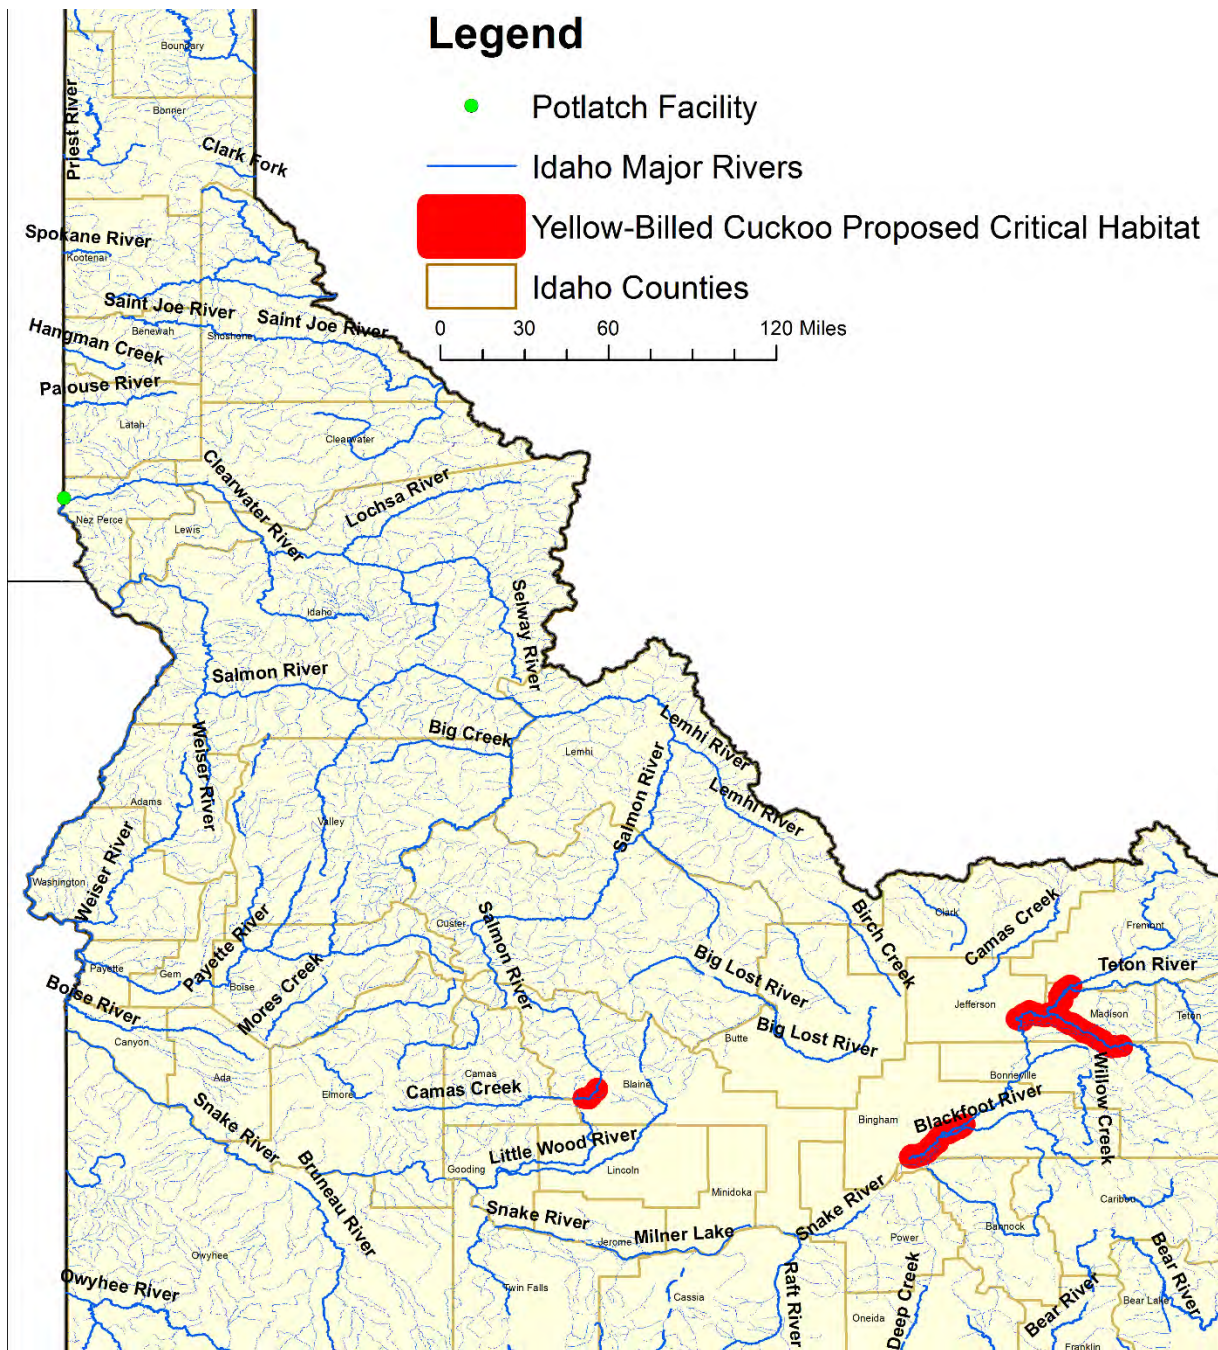 Legend
Potlatch Facility
Idaho Major Rivers
Yellow-Billed Cuckoo Proposed Critical Habitat
Idaho Counties
0 30 60 120 Miles
Boundary
Priest River
Bonner
Clark Fork
Spokane River
Kootenai
Saint Joe River
Saint Joe River
Hangman Creek
Benewah
Shoshone
Palouse River
Latah
Clearwater
Clearwater River
Lochsa River
Nez Perce
Lewis
Idaho
Selway River
Salmon River
Weiser River
Big Creek
Lemhi
Lemhi River
Salmon River
Lemhi River
Adams
Valley
Weiser River
Washington
Payette River
Custer
Salmon River
Birch Creek
Clark
Camas Creek
Fremont
Payette
Gem
Boise
Mores Creek
Big Lost River
Teton River
Boise River
Jefferson
Madison
Teton
Canyon
Butte
Big Lost River
Ada
Elmore
Camas
Camas Creek
Blaine
Bonneville
Willow Creek
Bingham
Blackfoot River
Snake River
Little Wood River
Gooding
Lincoln
Bruneau River
Minidoka
Caribou
Snake River
Jerome
Milner Lake
Snake River
Power
Bannock
Owyhee
Owyhee River
Twin Falls
Cassia
Raft River
Deep Creek
Oneida
Bear River
Bear River
Bear Lake
Franklin